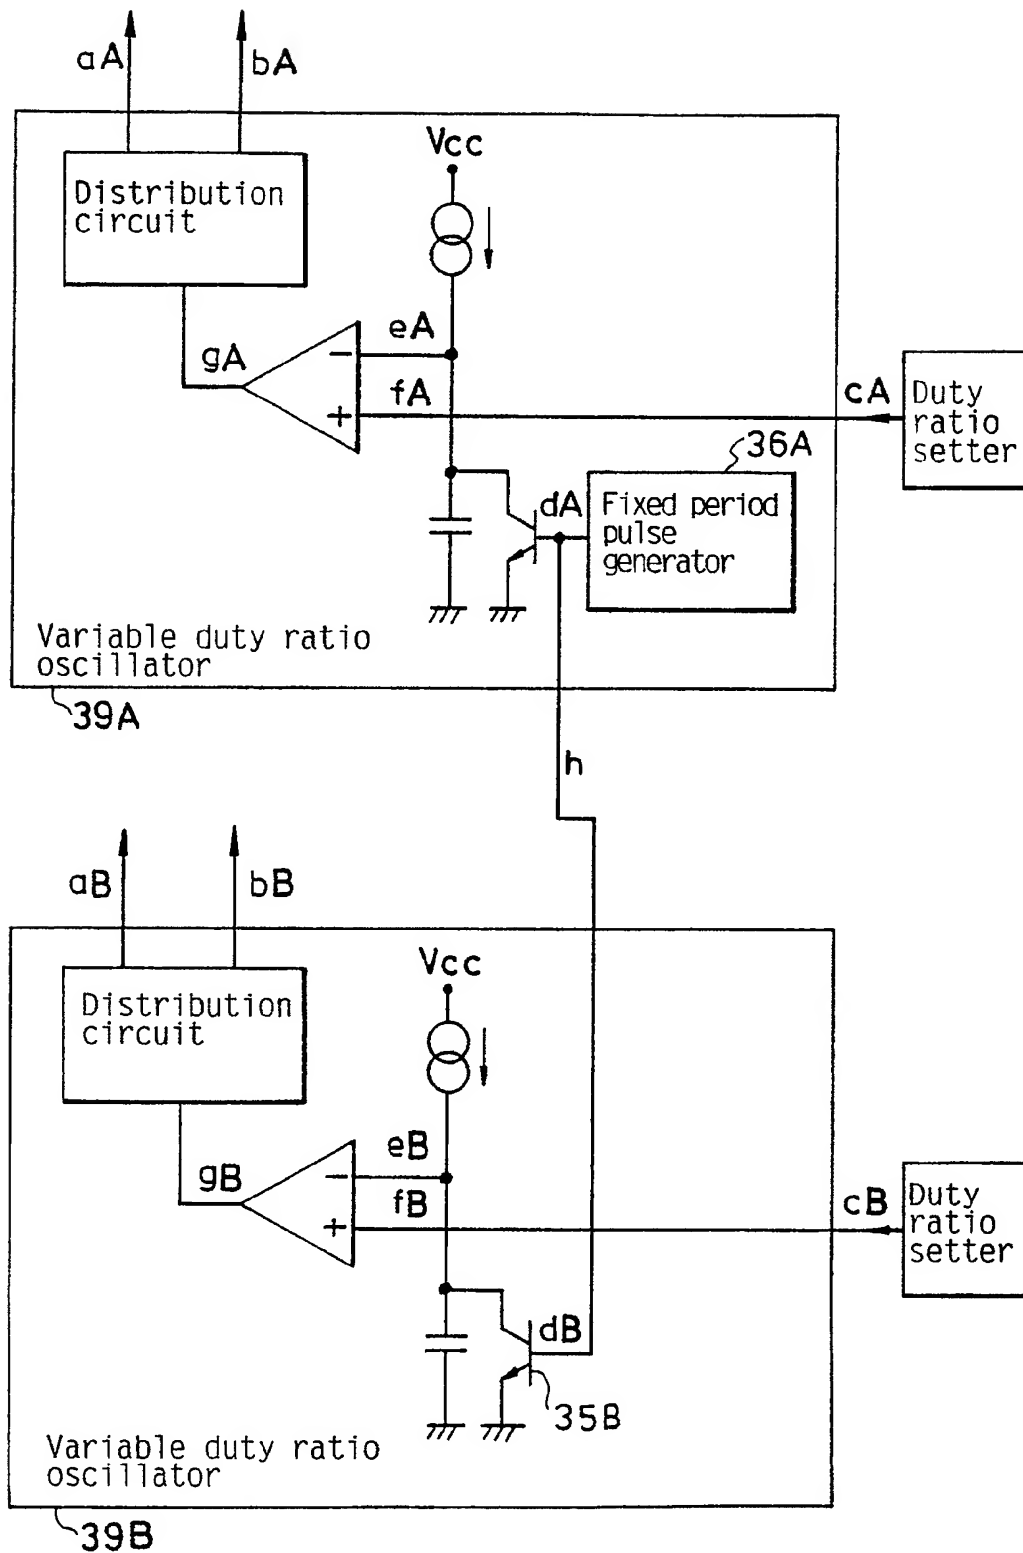 aA
bA
Vcc
Distribution
circuit
eA
gA
-
fA
+
cA
Duty
ratio
setter
36A
dA
Fixed period
pulse
generator
Variable duty ratio
oscillator
39A
h
aB
bB
Vcc
Distribution
circuit
eB
gB
-
fB
+
cB
Duty
ratio
setter
dB
35B
Variable duty ratio
oscillator
39B